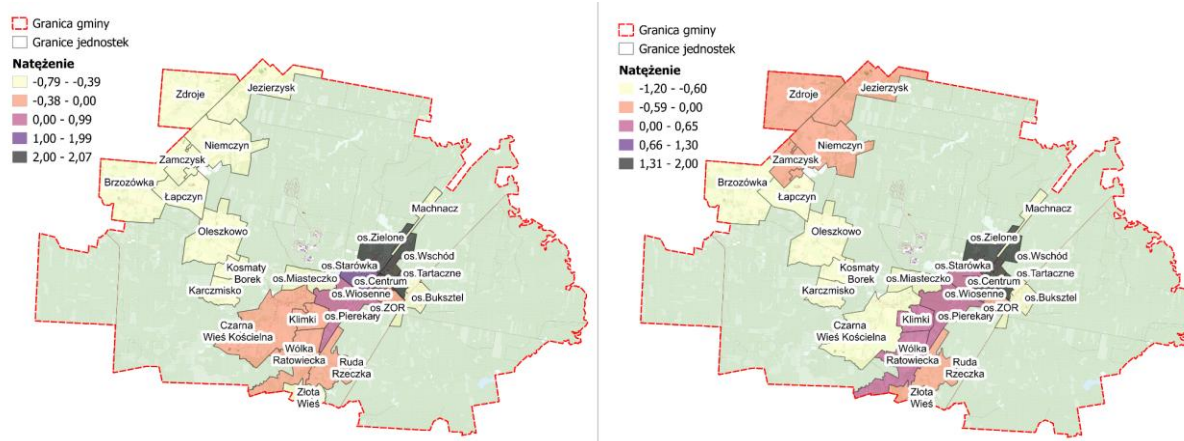 Granica gminy
Granice jednostek
Natężenie
-0,79 - -0,39
-0,38 - 0,00
0,00 - 0,99
1,00 - 1,99
2,00 - 2,07
Zdroje
Jezierzysk
Niemczyn
Zamczysk
Brzozówka
Łapczyn
Oleszkowo
Machnacz
os.Zielone
os.Wschód
os.Starówka
os.Tartaczne
Kosmaty
Borek
os.Miasteczko
os.Centrum
Karczmisko
os.Wiosenne
os.Buksztel
os.ZOR
os.Pierekały
Klimki
Czarna
Wieś Kościelna
Wólka
Ratowiecka
Ruda
Rzeczka
Złota
Wieś
Granica gminy
Granice jednostek
Natężenie
-1,20 - -0,60
-0,59 - 0,00
0,00 - 0,65
0,66 - 1,30
1,31 - 2,00
Zdroje
Jezierzysk
Niemczyn
Zamczysk
Brzozówka
Łapczyn
Oleszkowo
Machnacz
os.Zielone
os.Wschód
os.Starówka
os.Tartaczne
Kosmaty
Borek
os.Miasteczko
os.Centrum
Karczmisko
os.Wiosenne
os.Buksztel
os.ZOR
os.Pierekały
Klimki
Czarna
Wieś Kościelna
Wólka
Ratowiecka
Ruda
Rzeczka
Złota
Wieś